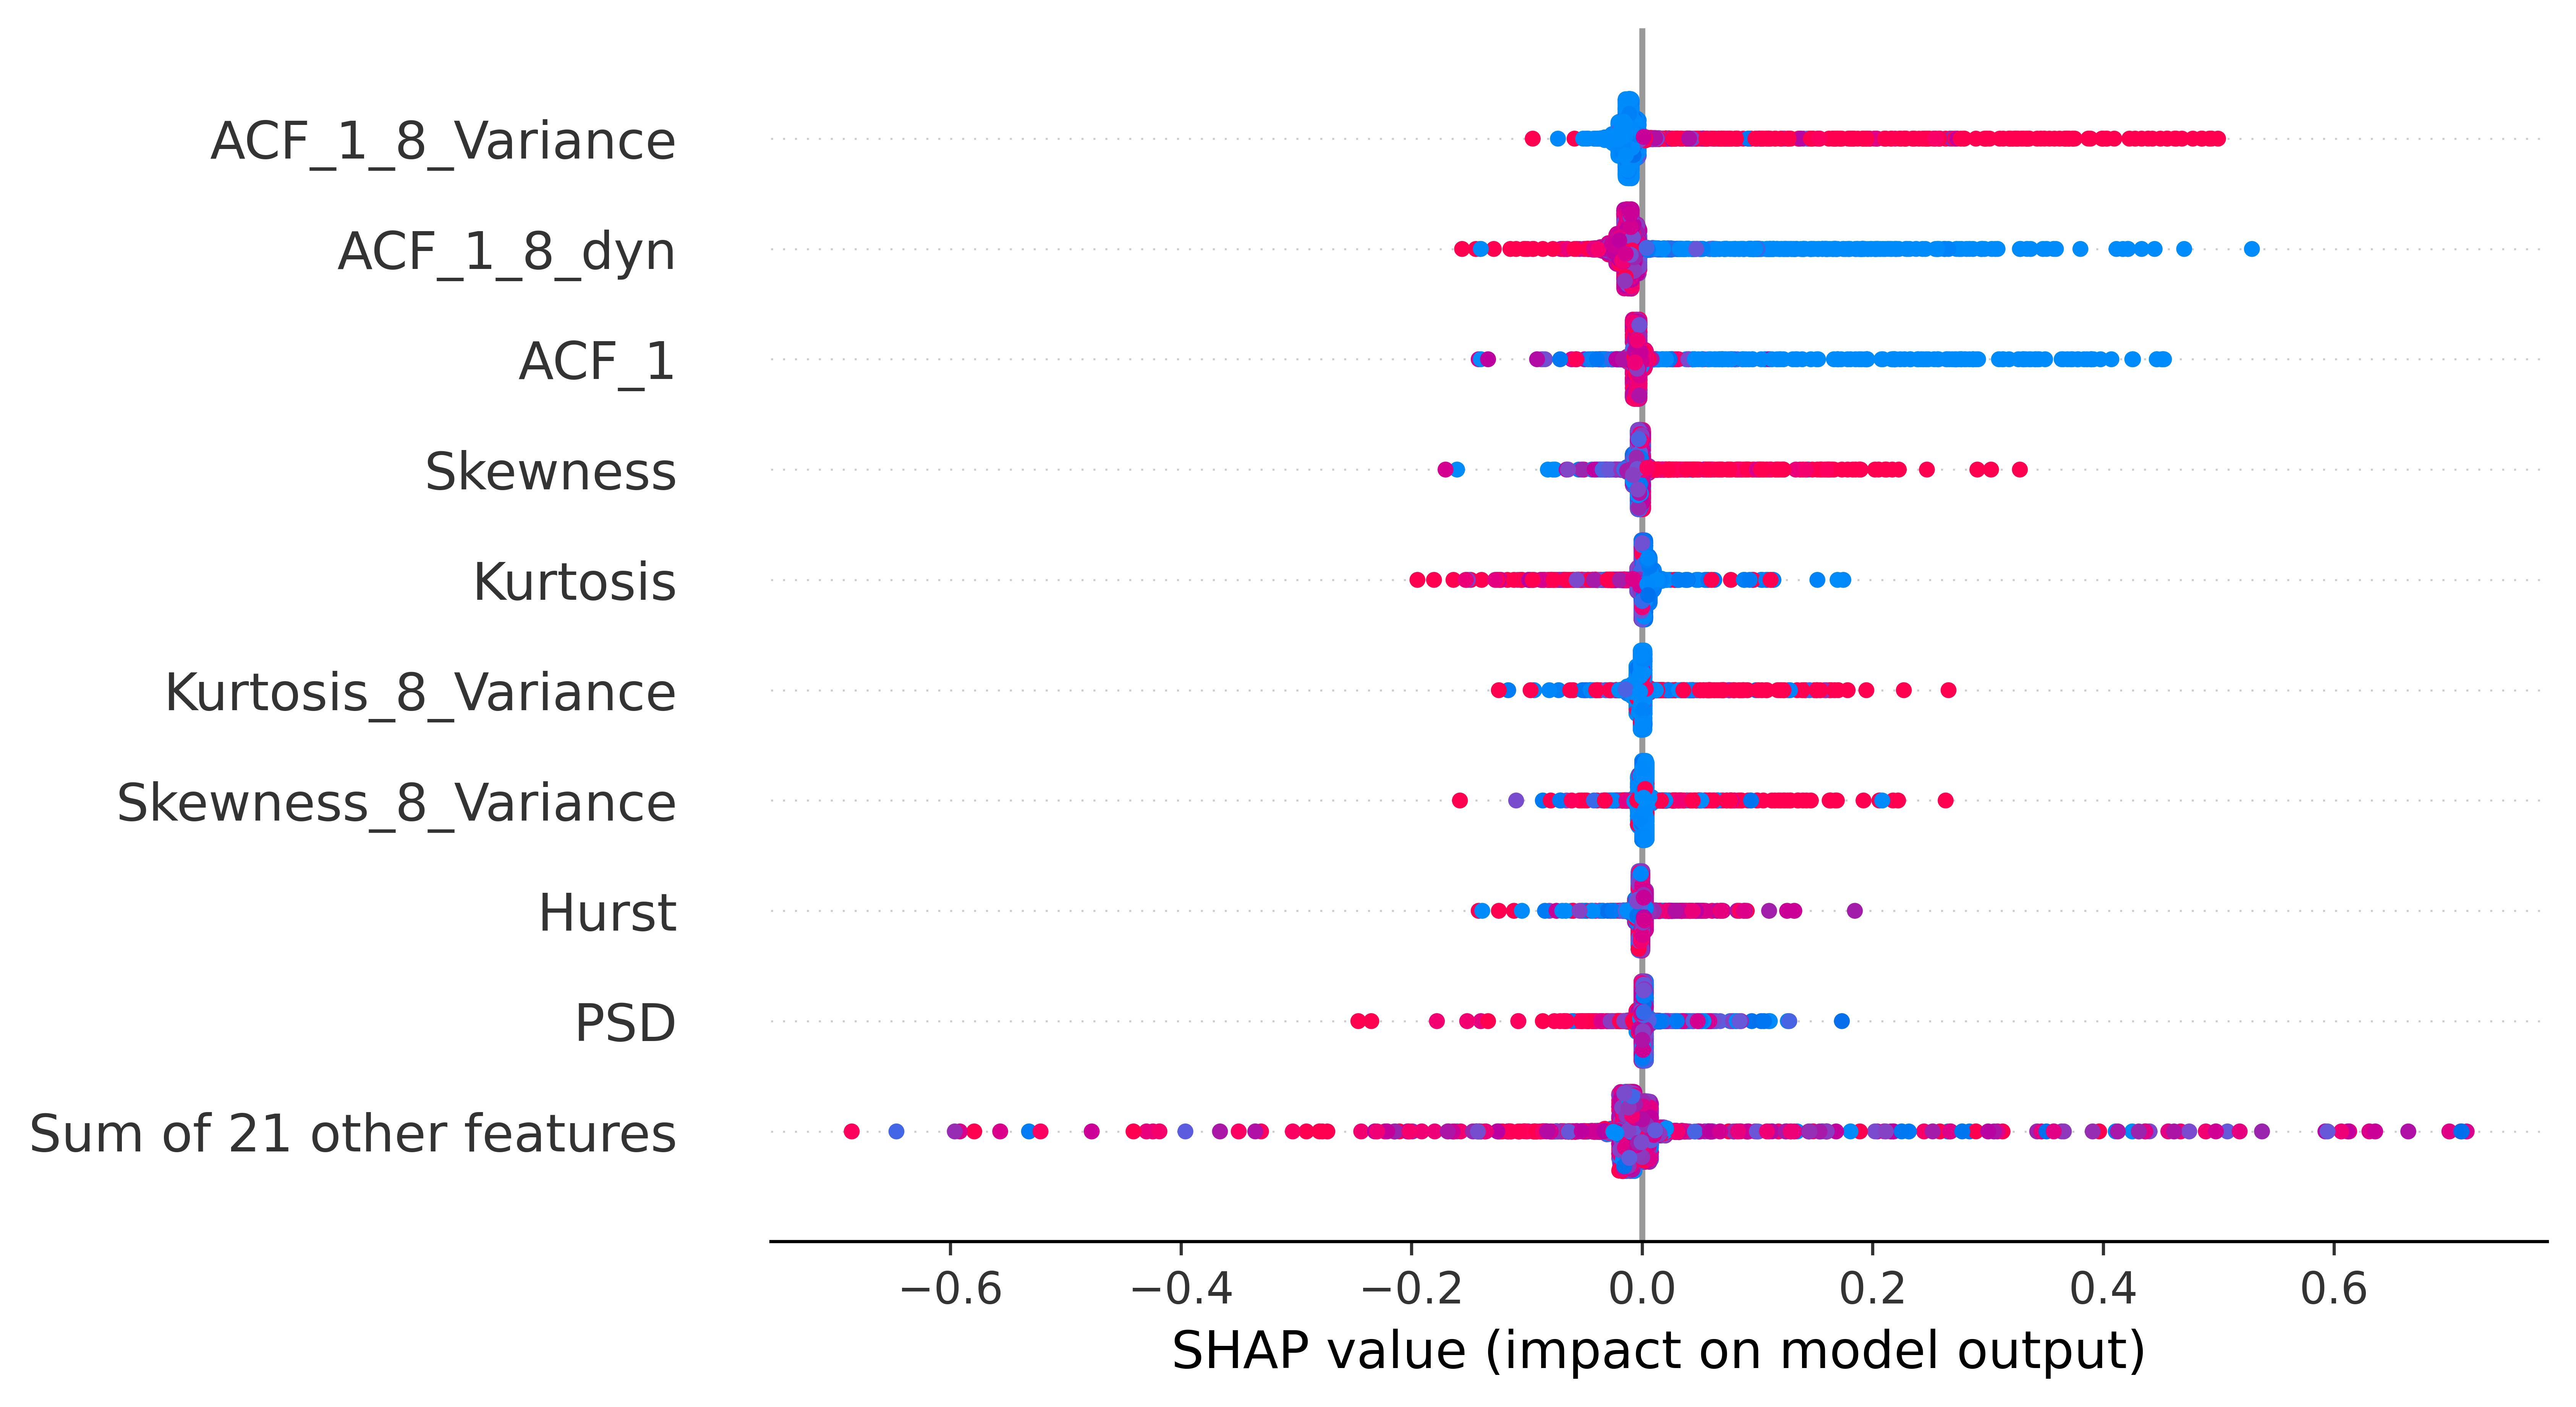 ACF_1_8_Variance
ACF_1_8_dyn
ACF_1
Skewness
Kurtosis
Kurtosis_8_Variance
Skewness_8_Variance
Hurst
PSD
Sum of 21 other features
−0.6 −0.4 −0.2 0.0 0.2 0.4 0.6
SHAP value (impact on model output)